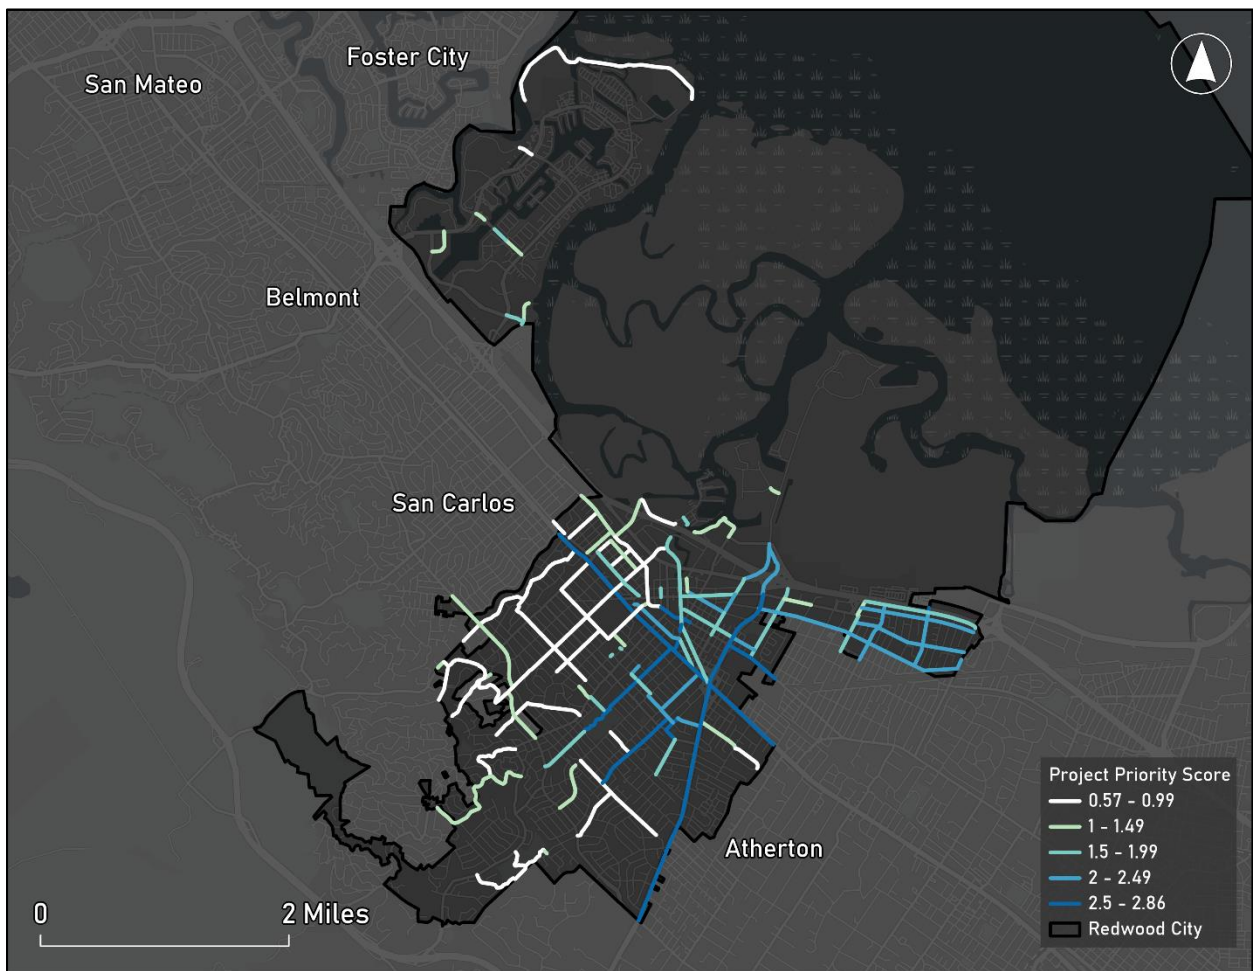 Foster City
San Mateo
Belmont
San Carlos
Atherton
Project Priority Score
0.57 - 0.99
1 - 1.49
1.5 - 1.99
2 - 2.49
2.5 - 2.86
Redwood City
0 2 Miles